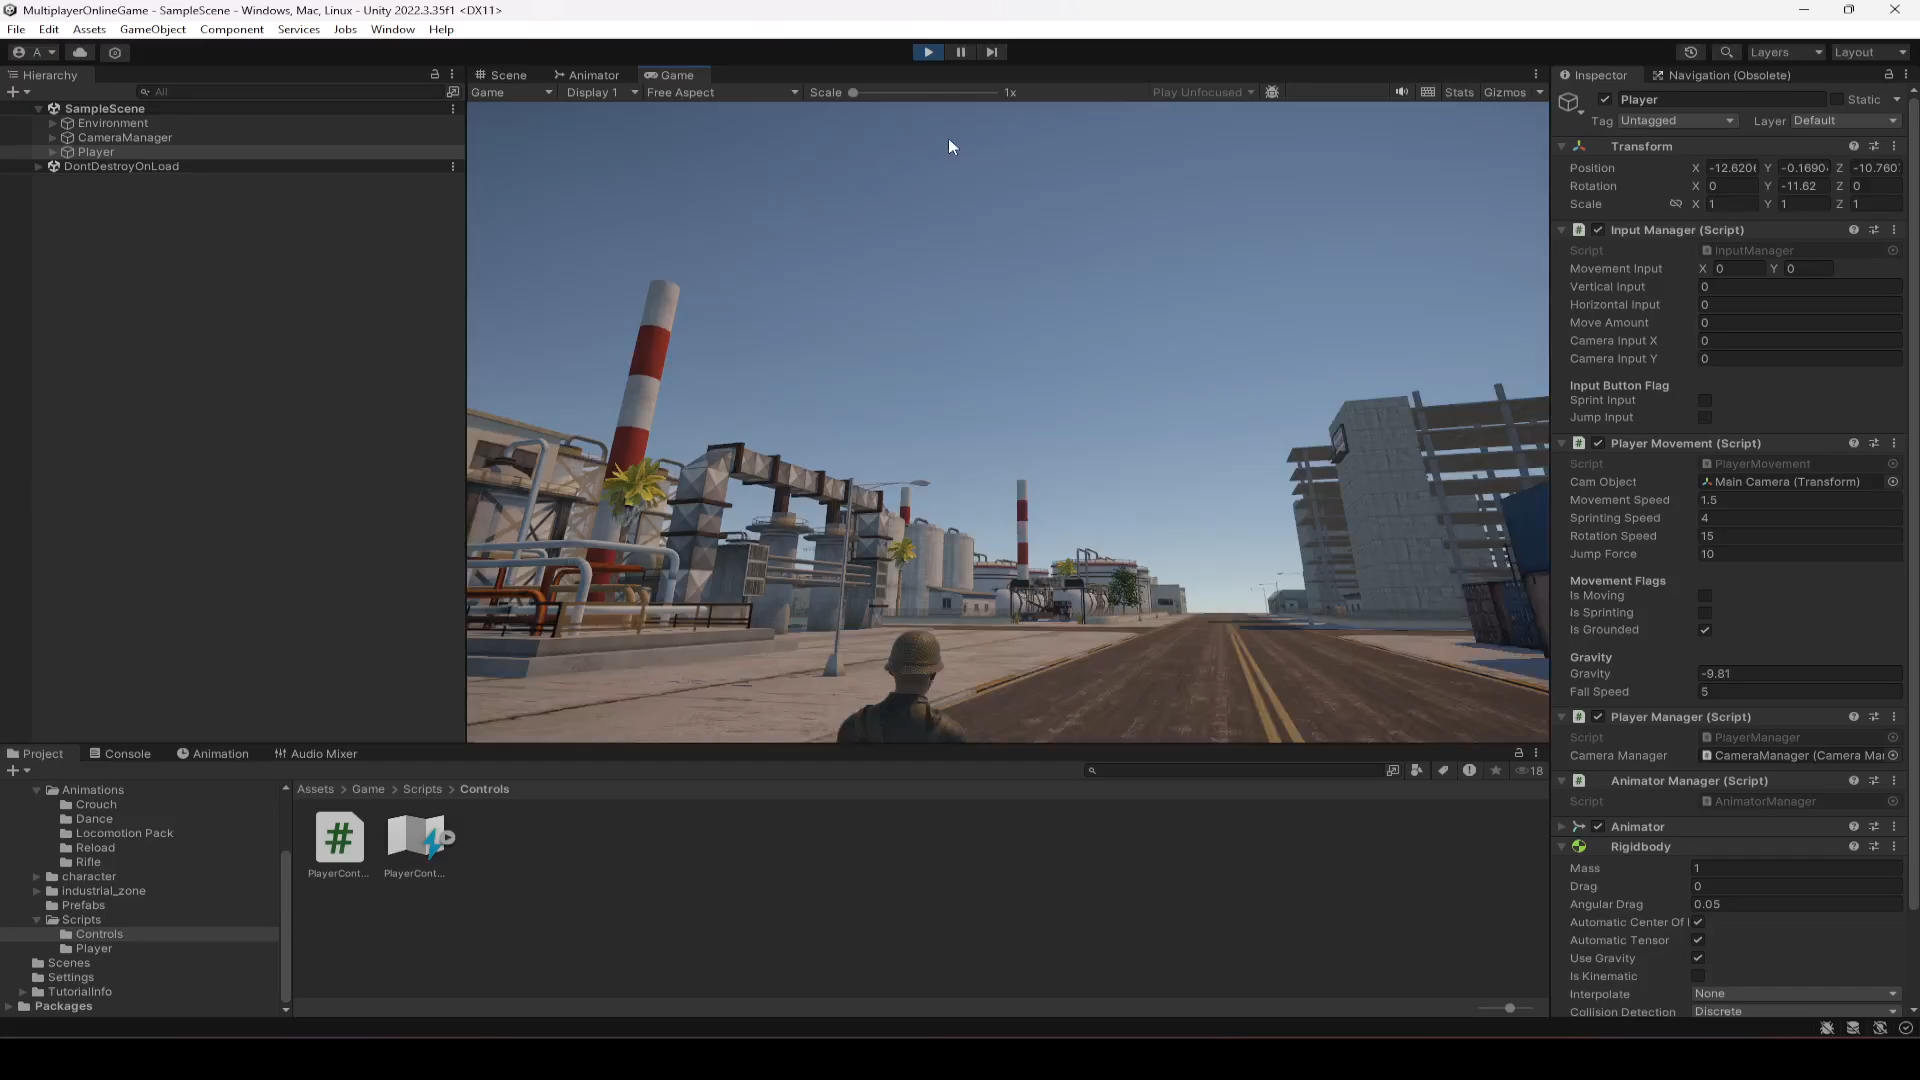 MultiplayerOnlineGame - SampleScene - Windows, Mac, Linux - Unity 2022.3.35f1 <DX11>
File Edit Assets GameObject Component Services Jobs Window Help
A Layers Layout
Hierarchy
All
SampleScene
Environment
CameraManager
Player
DontDestroyOnLoad
Scene Animator Game
Game Display 1 Free Aspect Scale 1x Play Unfocused Stats Gizmos
Inspector Navigation (Obsolete)
Player Static
Tag Untagged Layer Default
Transform
Position X -12.620 Y -0.1690 Z -10.760
Rotation X 0 Y -11.62 Z 0
Scale X 1 Y 1 Z 1
# Input Manager (Script)
Script InputManager
Movement Input X 0 Y 0
Vertical Input 0
Horizontal Input 0
Move Amount 0
Camera Input X 0
Camera Input Y 0
Input Button Flag
Sprint Input
Jump Input
# Player Movement (Script)
Script PlayerMovement
Cam Object Main Camera (Transform)
Movement Speed 1.5
Sprinting Speed 4
Rotation Speed 15
Jump Force 10
Movement Flags
Is Moving
Is Sprinting
Is Grounded
Gravity
Gravity -9.81
Fall Speed 5
# Player Manager (Script)
Script PlayerManager
Camera Manager CameraManager (Camera Ma
# Animator Manager (Script)
Script AnimatorManager
Animator
Rigidbody
Mass 1
Drag 0
Angular Drag 0.05
Automatic Center Of
Automatic Tensor
Use Gravity
Is Kinematic
Interpolate None
Collision Detection Discrete
Project Console Animation Audio Mixer
18
Animations
Crouch
Dance
Locomotion Pack
Reload
Rifle
character
industrial_zone
Prefabs
Scripts
Controls
Player
Scenes
Settings
TutorialInfo
Packages
Assets > Game > Scripts > Controls
#
PlayerCont... PlayerCont...